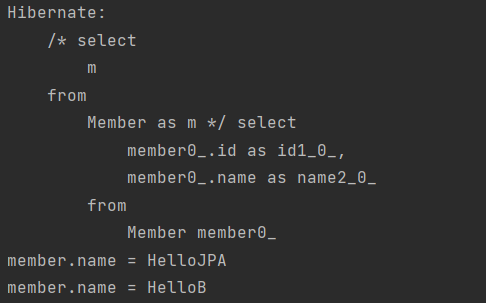 Hibernate:
    /* select
        m
    from
        Member as m */ select
            member0_.id as id1_0_,
            member0_.name as name2_0_
        from
            Member member0_
member.name = HelloJPA
member.name = HelloB